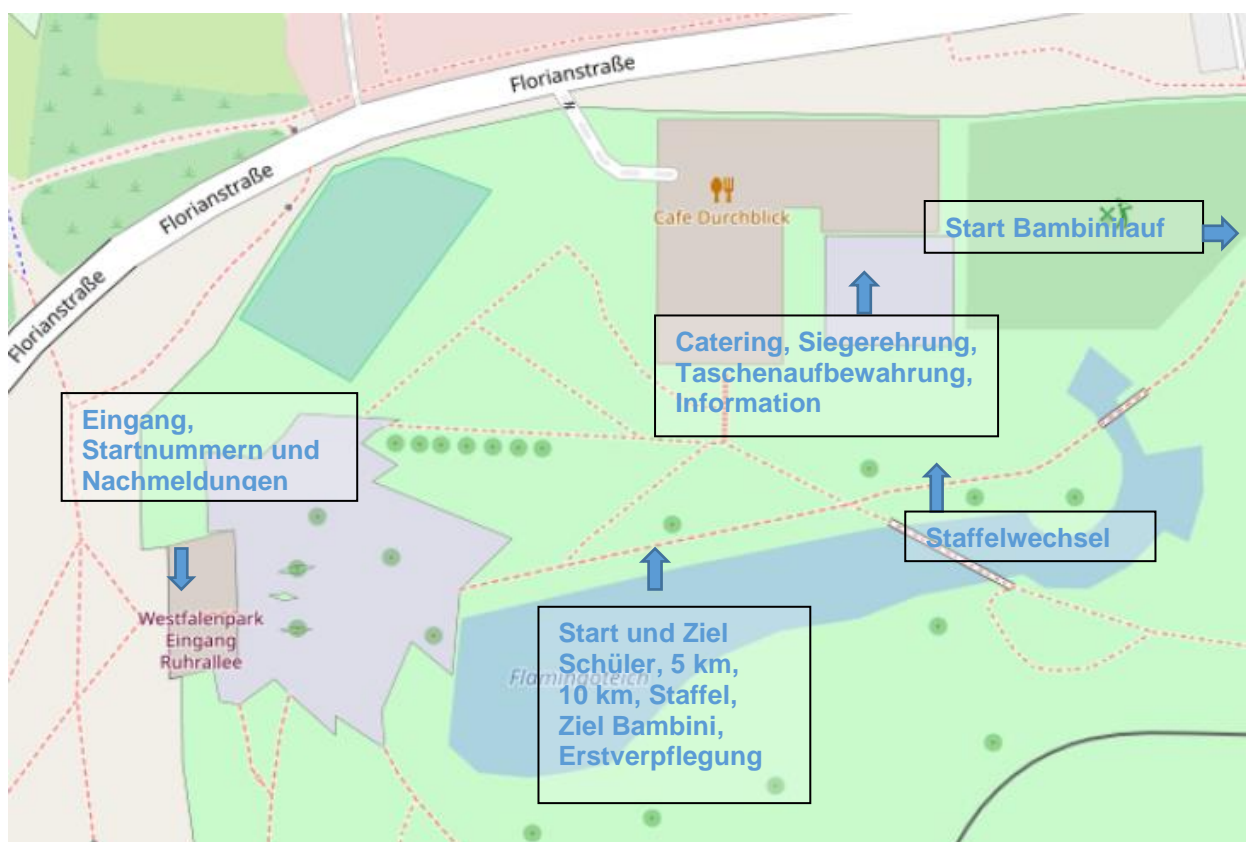 Florianstraße
Florianstraße
Florianstraße
Cafe Durchblick
Start Bambinilauf
Catering, Siegerehrung,
Taschenaufbewahrung,
Information
Eingang,
Startnummern und
Nachmeldungen
Staffelwechsel
Westfalenpark
Eingang
Ruhrallee
Flamingoteich
Start und Ziel
Schüler, 5 km,
10 km, Staffel,
Ziel Bambini,
Erstverpflegung